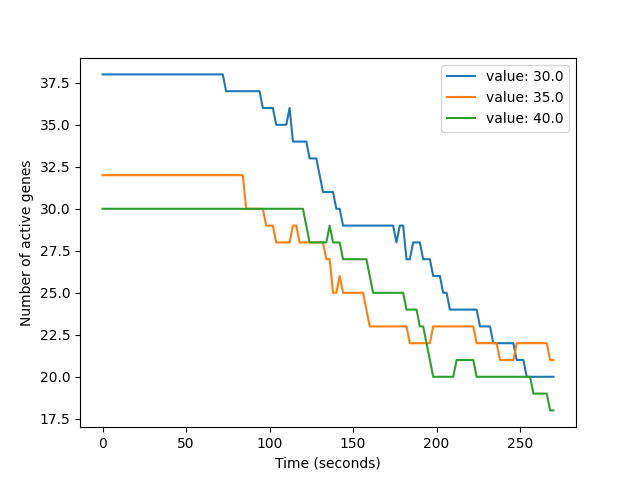 value: 30.0
value: 35.0
value: 40.0
37.5
35.0
32.5
30.0
27.5
25.0
22.5
20.0
17.5
Number of active genes
0 50 100 150 200 250
Time (seconds)